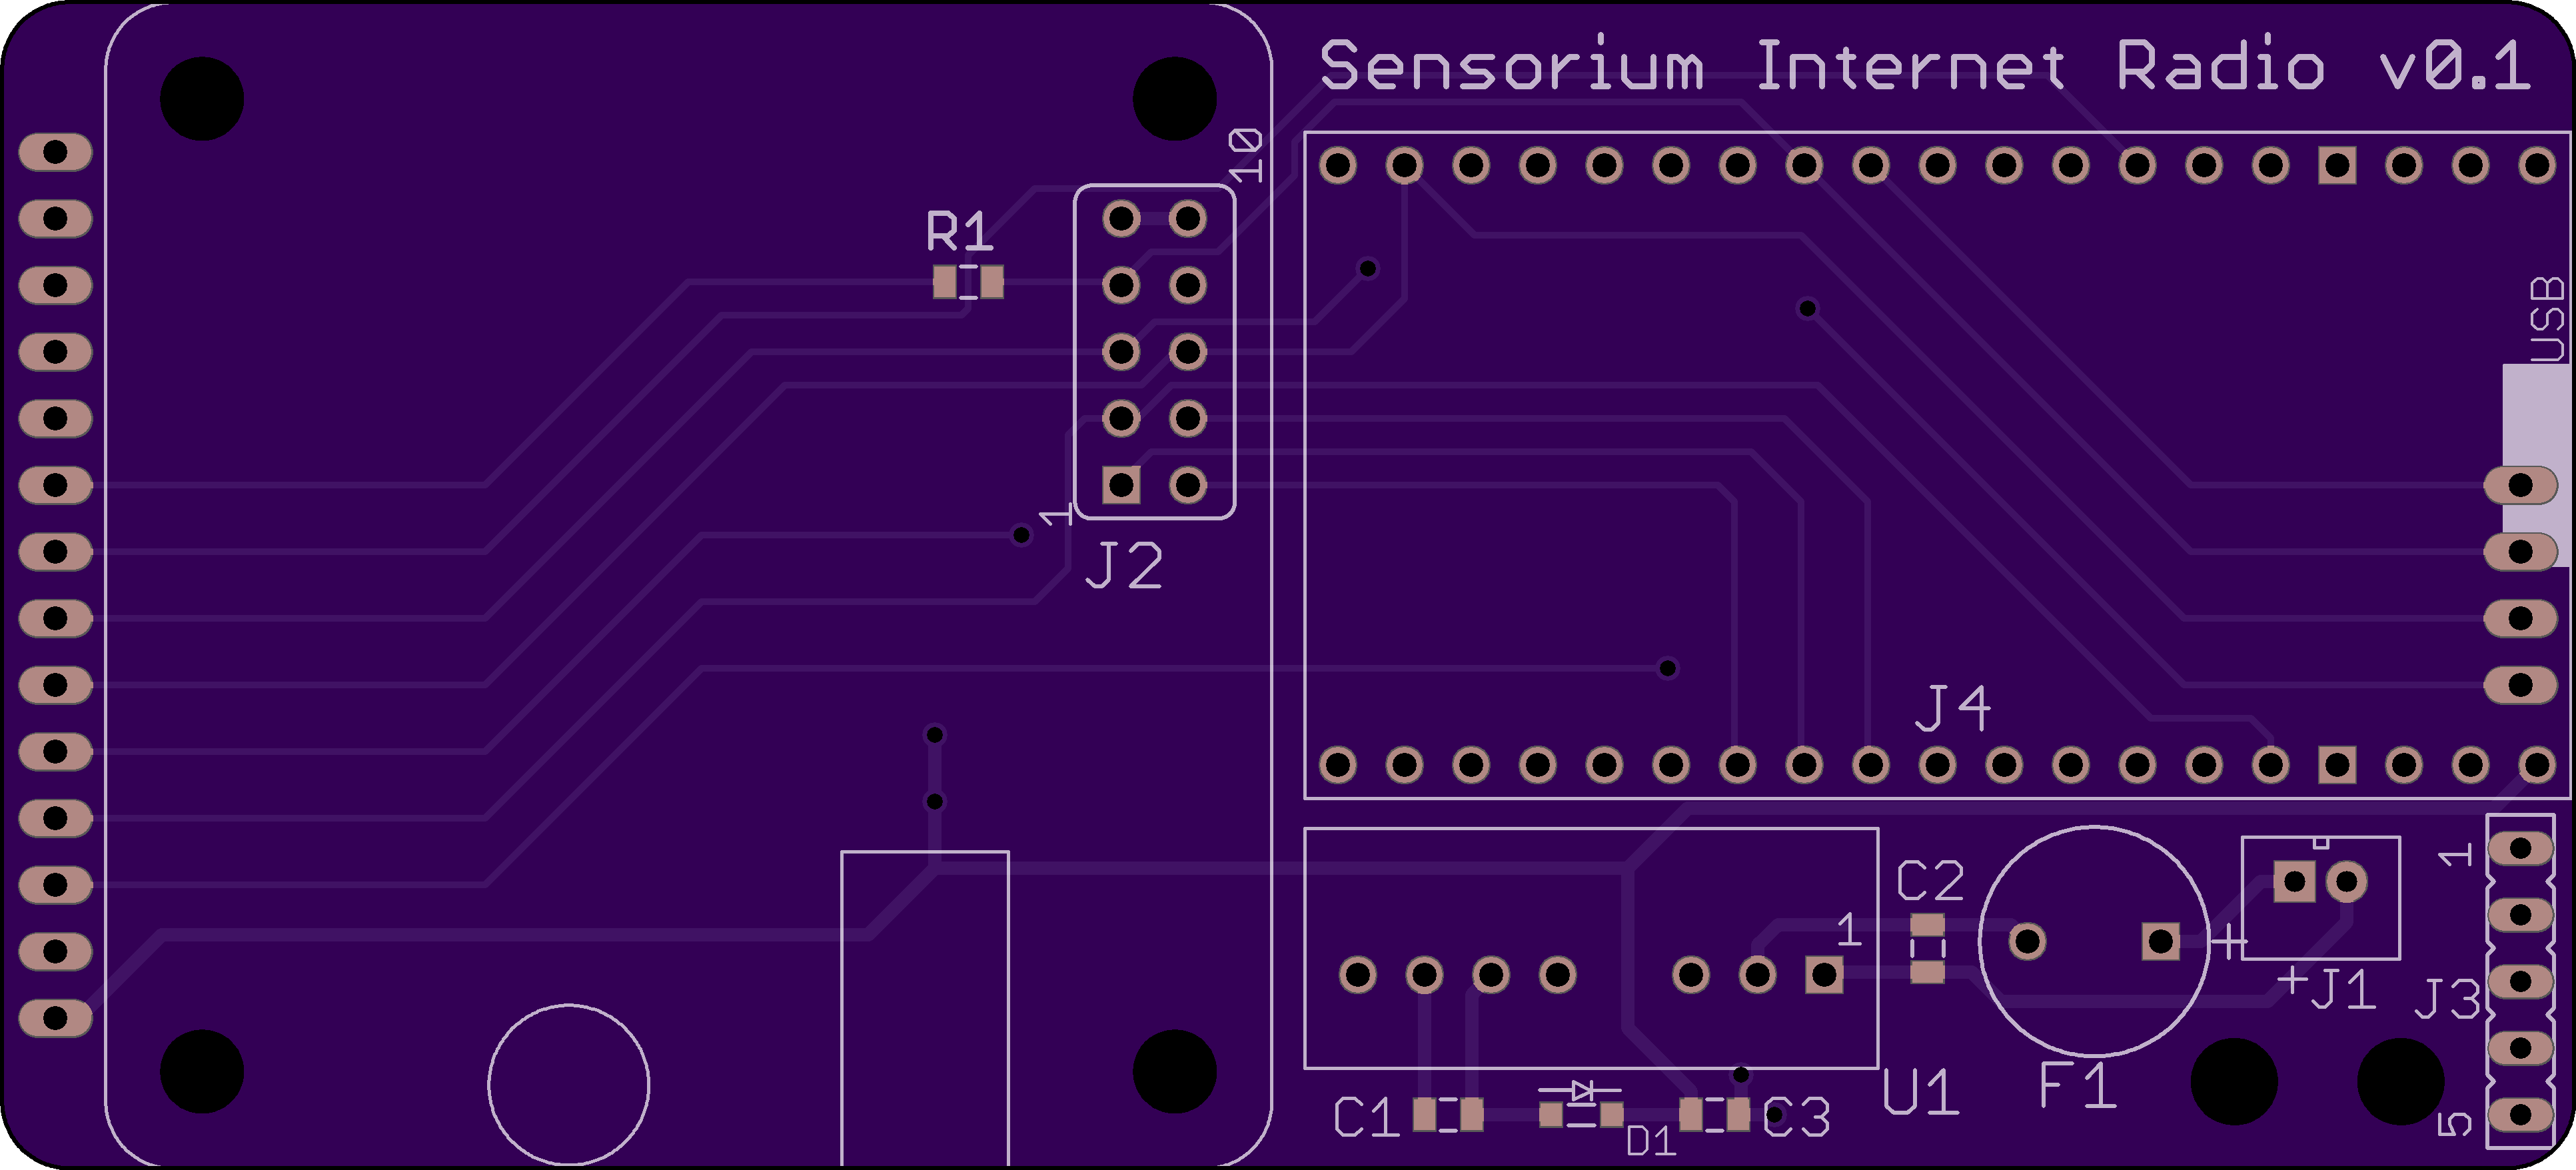 Sensorium Internet Radio v0.1
10
R1
USB
1
J2
J4
1
C2
1
+
+
J1
J3
U1
F1
C1
D1
C3
5